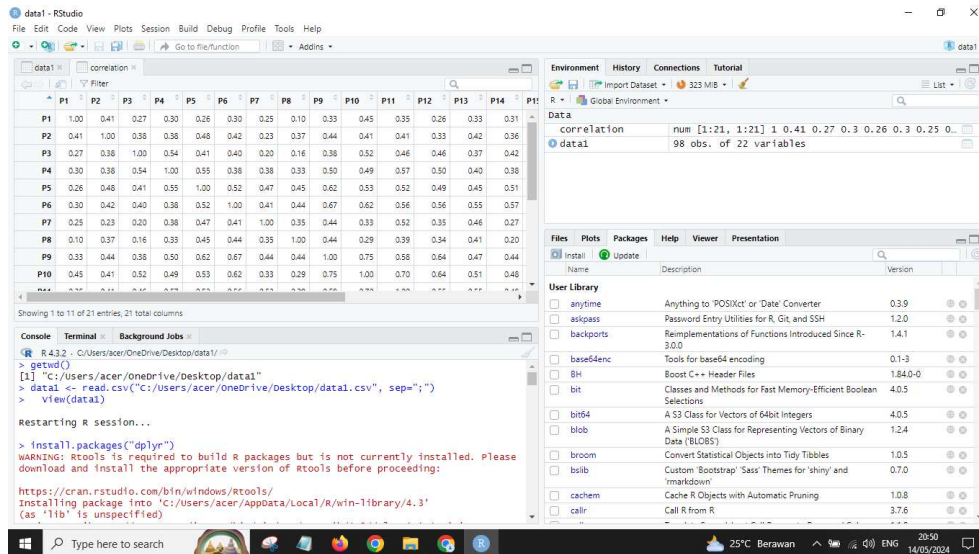 data1 - RStudio
File Edit Code View Plots Session Build Debug Profile Tools Help
Go to file/function Addins data1
data1 correlation
Filter
P1 P2 P3 P4 P5 P6 P7 P8 P9 P10 P11 P12 P13 P14 P15
P1 1.00 0.41 0.27 0.30 0.26 0.30 0.25 0.10 0.33 0.45 0.35 0.26 0.33 0.31
P2 0.41 1.00 0.38 0.38 0.48 0.42 0.23 0.37 0.44 0.41 0.41 0.33 0.42 0.36
P3 0.27 0.38 1.00 0.54 0.41 0.40 0.20 0.16 0.38 0.52 0.46 0.46 0.37 0.42
P4 0.30 0.38 0.54 1.00 0.55 0.38 0.38 0.33 0.50 0.49 0.57 0.50 0.40 0.38
P5 0.26 0.48 0.41 0.55 1.00 0.52 0.47 0.45 0.62 0.53 0.52 0.49 0.45 0.51
P6 0.30 0.42 0.40 0.38 0.52 1.00 0.41 0.44 0.67 0.62 0.56 0.56 0.55 0.57
P7 0.25 0.23 0.20 0.38 0.47 0.41 1.00 0.35 0.44 0.33 0.52 0.35 0.46 0.27
P8 0.10 0.37 0.16 0.33 0.45 0.44 0.35 1.00 0.44 0.29 0.39 0.34 0.41 0.20
P9 0.33 0.44 0.38 0.50 0.62 0.67 0.44 0.44 1.00 0.75 0.58 0.64 0.47 0.44
P10 0.45 0.41 0.52 0.49 0.53 0.62 0.33 0.29 0.75 1.00 0.70 0.64 0.51 0.48
Showing 1 to 11 of 21 entries, 21 total columns
Console Terminal Background Jobs
R 4.3.2 · C:/Users/acer/OneDrive/Desktop/data1/
> getwd()
[1] "C:/Users/acer/OneDrive/Desktop/data1"
> data1 <- read.csv("C:/Users/acer/OneDrive/Desktop/data1.csv", sep=";")
> View(data1)
Restarting R session...
> install.packages("dplyr")
WARNING: Rtools is required to build R packages but is not currently installed. Please
download and install the appropriate version of Rtools before proceeding:
https://cran.rstudio.com/bin/windows/Rtools/
Installing package into 'C:/Users/acer/AppData/Local/R/win-library/4.3'
(as 'lib' is unspecified)
Environment History Connections Tutorial
Import Dataset 323 MiB List
R Global Environment
Data
correlation num [1:21, 1:21] 1 0.41 0.27 0.3 0.26 0.3 0.25 0…
data1 98 obs. of 22 variables
Files Plots Packages Help Viewer Presentation
Install Update
Name Description Version
User Library
anytime Anything to 'POSIXct' or 'Date' Converter 0.3.9
askpass Password Entry Utilities for R, Git, and SSH 1.2.0
backports Reimplementations of Functions Introduced Since R-
3.0.0 1.4.1
base64enc Tools for base64 encoding 0.1-3
BH Boost C++ Header Files 1.84.0-0
bit Classes and Methods for Fast Memory-Efficient Boolean
Selections 4.0.5
bit64 A S3 Class for Vectors of 64bit Integers 4.0.5
blob A Simple S3 Class for Representing Vectors of Binary
Data ('BLOBS') 1.2.4
broom Convert Statistical Objects into Tidy Tibbles 1.0.5
bslib Custom 'Bootstrap' 'Sass' Themes for 'shiny' and
'rmarkdown' 0.7.0
cachem Cache R Objects with Automatic Pruning 1.0.8
callr Call R from R 3.7.6
Type here to search
25°C Berawan ENG 20:50
14/05/2024